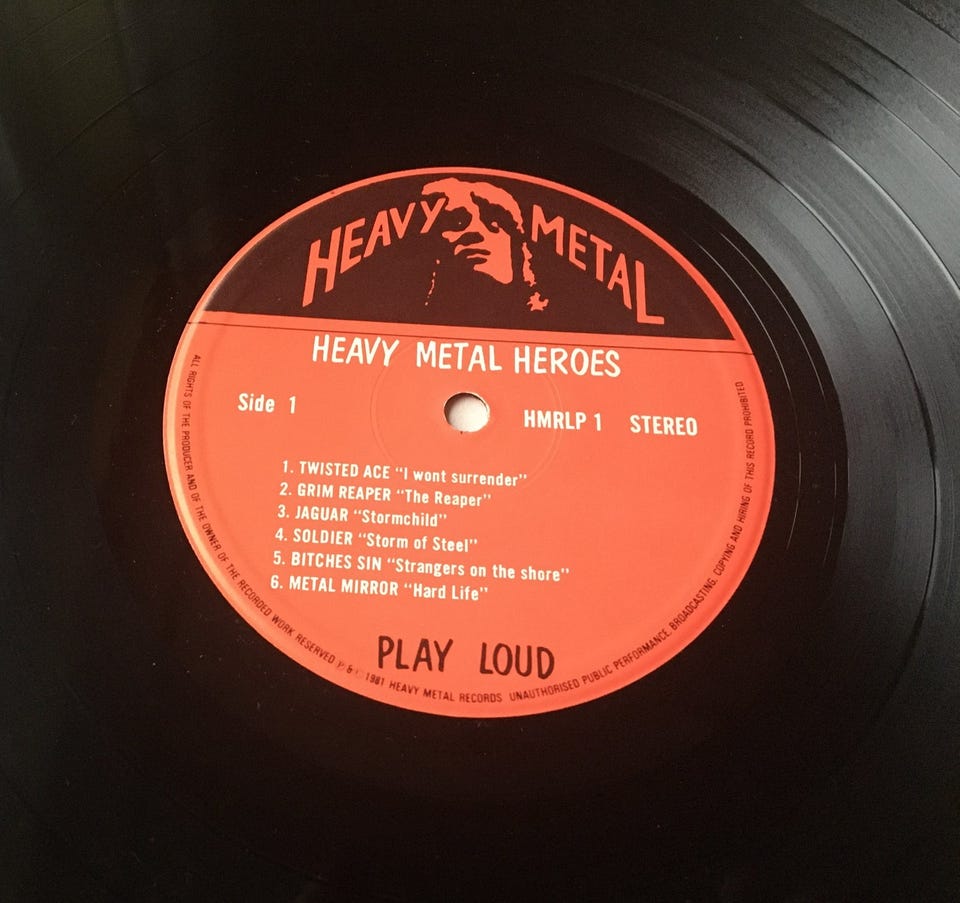 HEAVY METAL
HEAVY METAL HEROES
Side 1
HMRLP 1 STEREO
1. TWISTED ACE "I wont surrender"
2. GRIM REAPER "The Reaper"
3. JAGUAR "Stormchild"
4. SOLDIER "Storm of Steel"
5. BITCHES SIN "Strangers on the shore"
6. METAL MIRROR "Hard Life"
PLAY LOUD
ALL RIGHTS OF THE PRODUCER AND OF THE OWNER OF THE RECORDED WORK RESERVED ℗ & © 1981 HEAVY METAL RECORDS UNAUTHORISED PUBLIC PERFORMANCE, BROADCASTING, COPYING AND HIRING OF THIS RECORD PROHIBITED